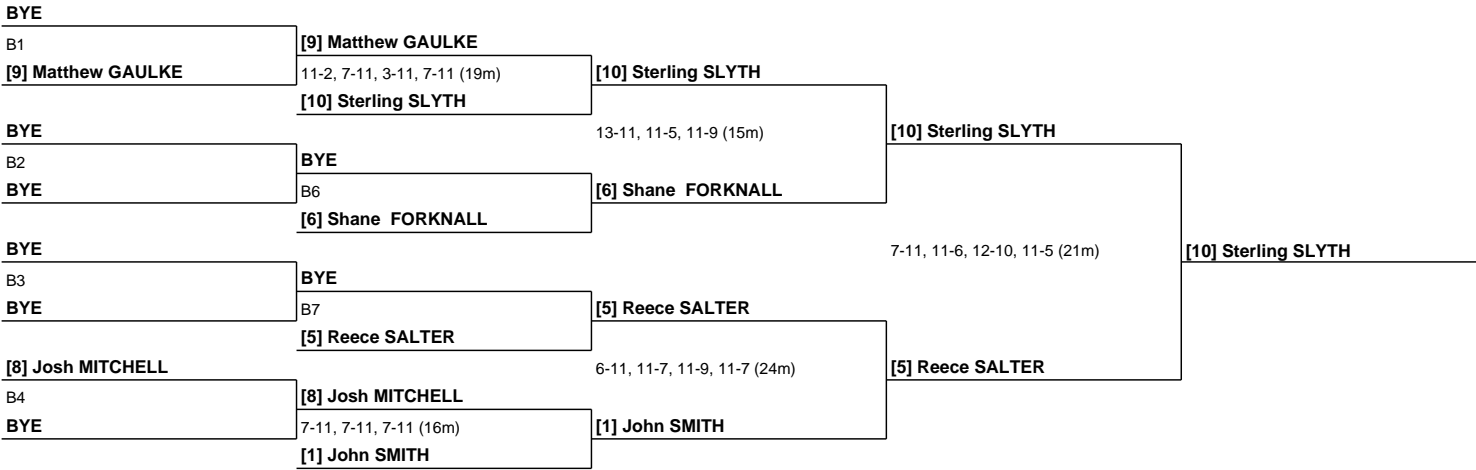 BYE
B1
[9] Matthew GAULKE
[9] Matthew GAULKE
11-2, 7-11, 3-11, 7-11 (19m)
[10] Sterling SLYTH
[10] Sterling SLYTH
BYE
13-11, 11-5, 11-9 (15m)
[10] Sterling SLYTH
B2
BYE
BYE
B6
[6] Shane  FORKNALL
[6] Shane  FORKNALL
BYE
7-11, 11-6, 12-10, 11-5 (21m)
[10] Sterling SLYTH
B3
BYE
BYE
B7
[5] Reece SALTER
[5] Reece SALTER
[8] Josh MITCHELL
6-11, 11-7, 11-9, 11-7 (24m)
[5] Reece SALTER
B4
[8] Josh MITCHELL
BYE
7-11, 7-11, 7-11 (16m)
[1] John SMITH
[1] John SMITH